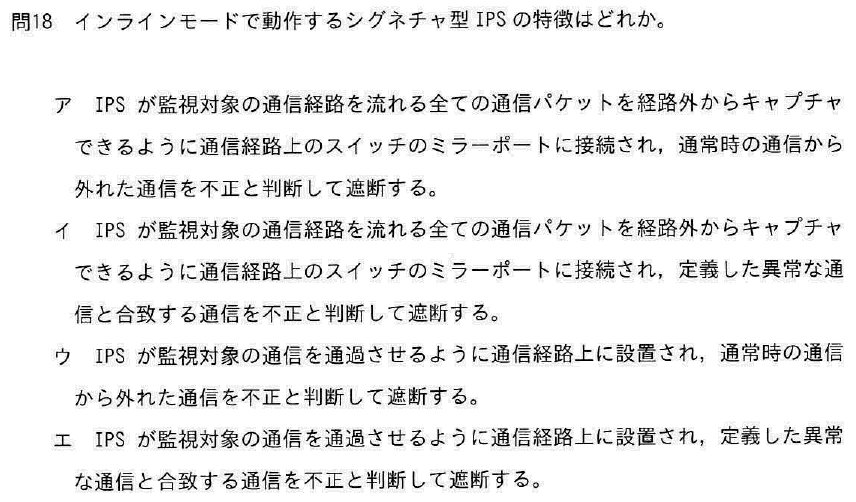 問18 インラインモードで動作するシグネチャ型 IPS の特徴はどれか。
ア IPS が監視対象の通信経路を流れる全ての通信パケットを経路外からキャプチャ
できるように通信経路上のスイッチのミラーポートに接続され，通常時の通信から
外れた通信を不正と判断して遮断する。
イ IPS が監視対象の通信経路を流れる全ての通信パケットを経路外からキャプチャ
できるように通信経路上のスイッチのミラーポートに接続され，定義した異常な通
信と合致する通信を不正と判断して遮断する。
ウ IPS が監視対象の通信を通過させるように通信経路上に設置され，通常時の通信
から外れた通信を不正と判断して遮断する。
エ IPS が監視対象の通信を通過させるように通信経路上に設置され，定義した異常
な通信と合致する通信を不正と判断して遮断する。